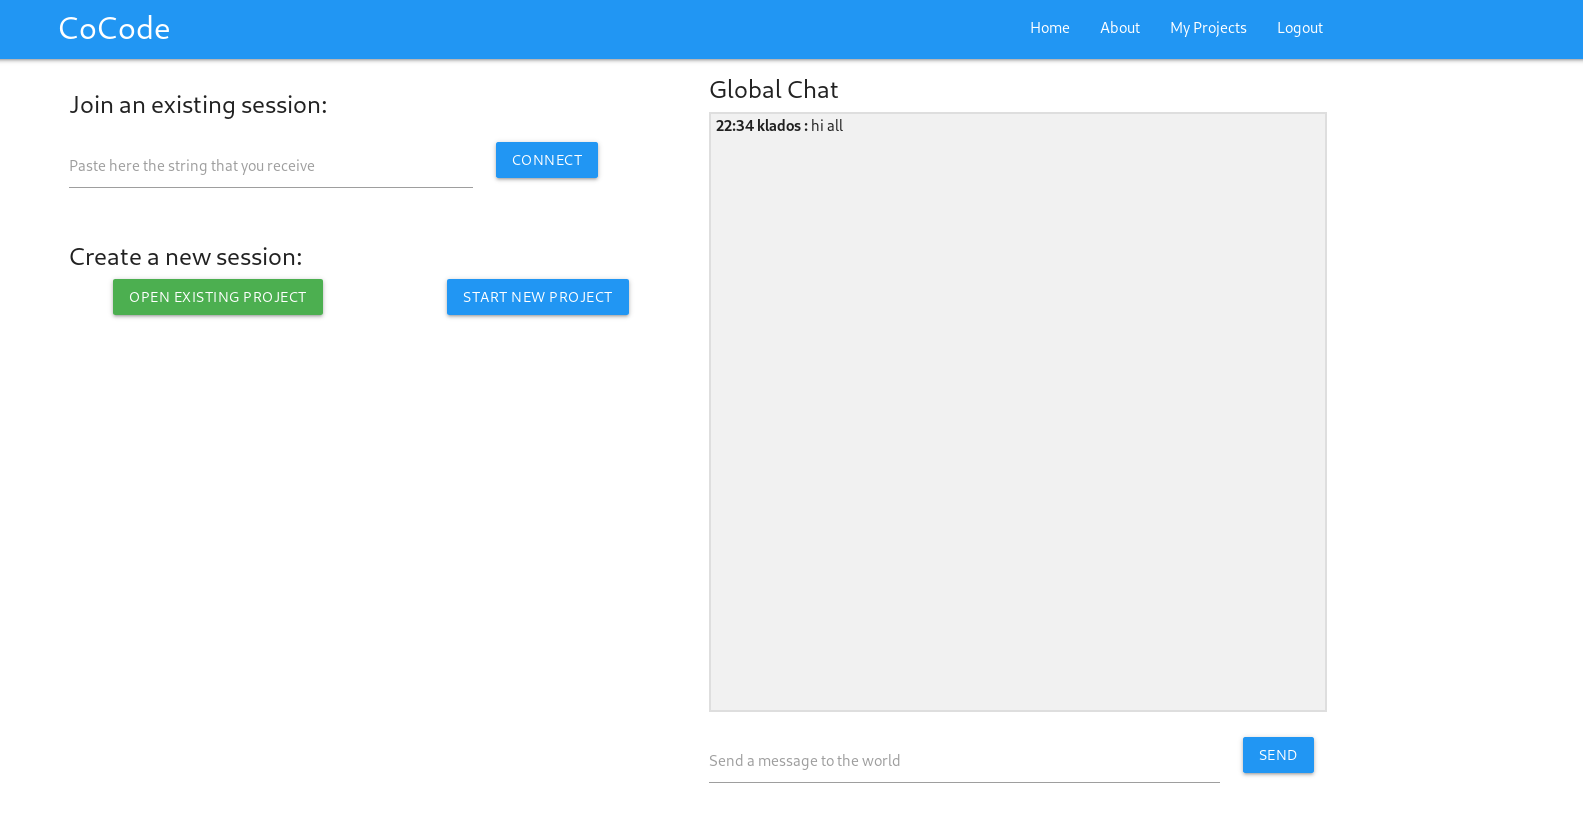 CoCode
Home About My Projects Logout
Join an existing session:
Paste here the string that you receive
CONNECT
Create a new session:
OPEN EXISTING PROJECT
START NEW PROJECT
Global Chat
22:34 klados : hi all
Send a message to the world
SEND